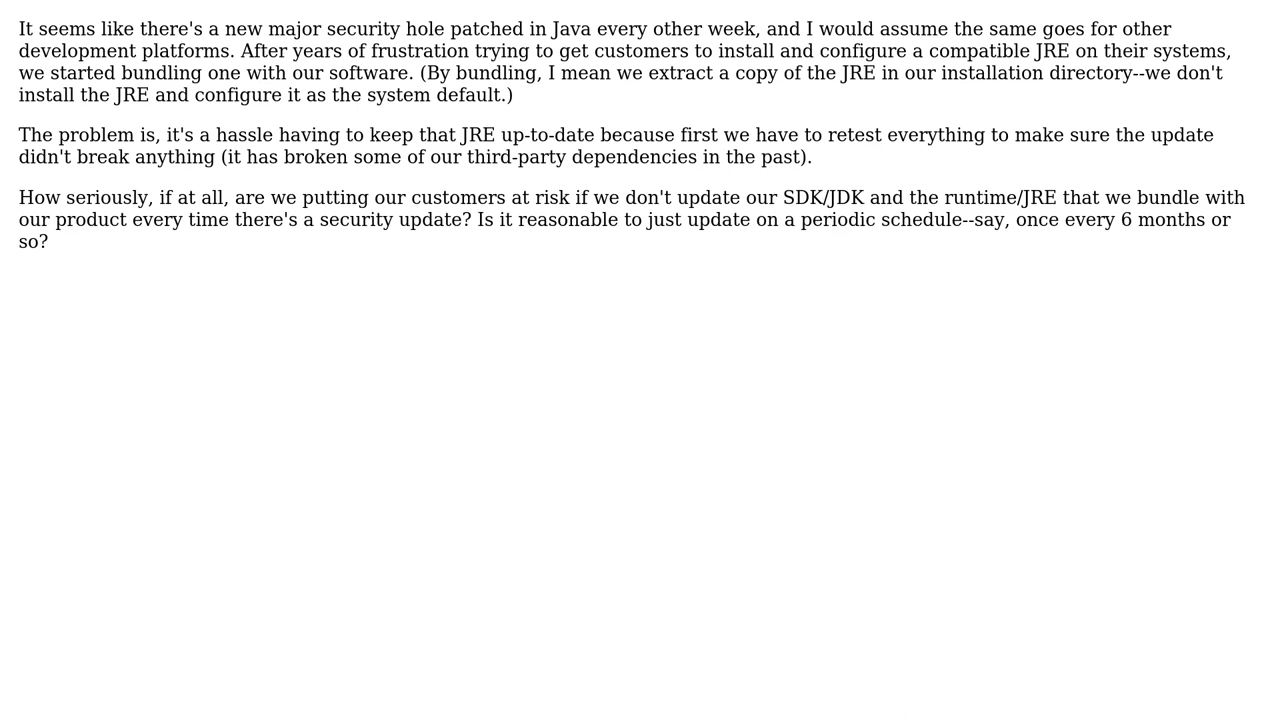 It seems like there's a new major security hole patched in Java every other week, and I would assume the same goes for other
development platforms. After years of frustration trying to get customers to install and configure a compatible JRE on their systems,
we started bundling one with our software. (By bundling, I mean we extract a copy of the JRE in our installation directory--we don't
install the JRE and configure it as the system default.)
The problem is, it's a hassle having to keep that JRE up-to-date because first we have to retest everything to make sure the update
didn't break anything (it has broken some of our third-party dependencies in the past).
How seriously, if at all, are we putting our customers at risk if we don't update our SDK/JDK and the runtime/JRE that we bundle with
our product every time there's a security update? Is it reasonable to just update on a periodic schedule--say, once every 6 months or
so?